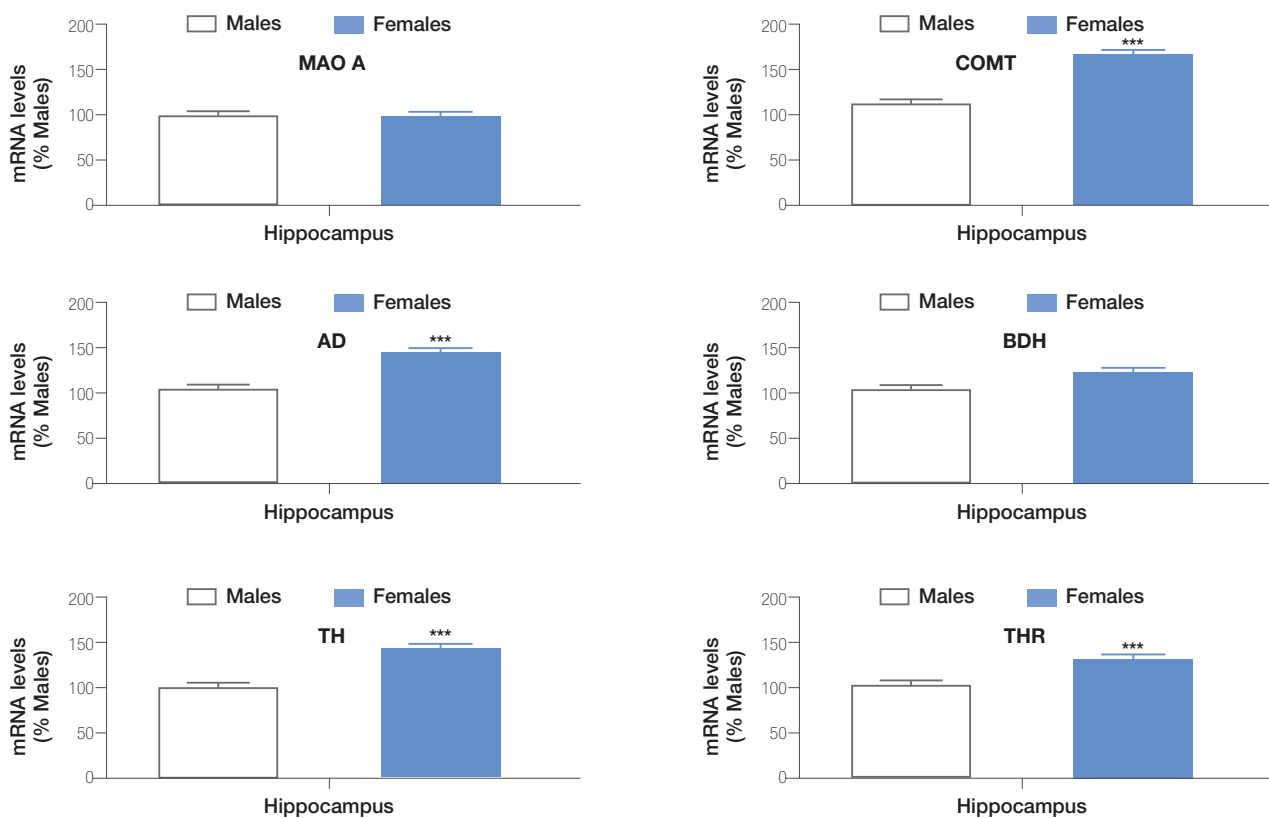 Males Females
MAO A
mRNA levels
(% Males)
200
150
100
50
0
Hippocampus
Males Females
***
COMT
mRNA levels
(% Males)
200
150
100
50
0
Hippocampus
Males Females
***
AD
mRNA levels
(% Males)
200
150
100
50
0
Hippocampus
Males Females
BDH
mRNA levels
(% Males)
200
150
100
50
0
Hippocampus
Males Females
***
TH
mRNA levels
(% Males)
200
150
100
50
0
Hippocampus
Males Females
***
THR
mRNA levels
(% Males)
200
150
100
50
0
Hippocampus